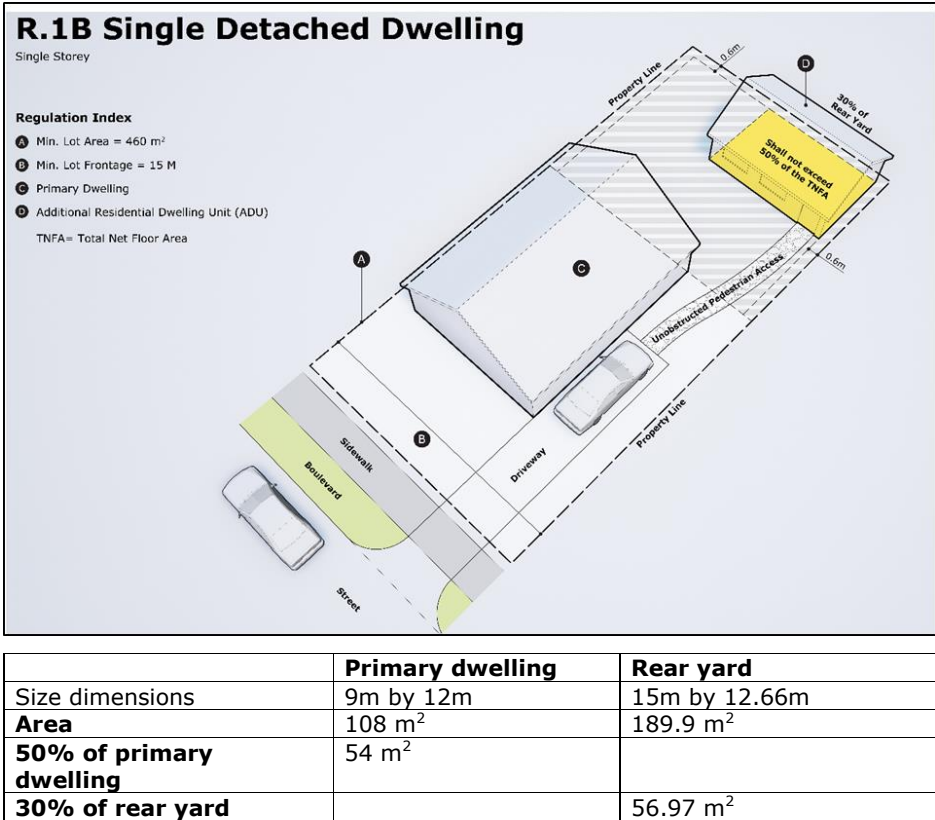 R.1B Single Detached Dwelling
Single Storey
Regulation Index
A Min. Lot Area = 460 m²
B Min. Lot Frontage = 15 M
C Primary Dwelling
D Additional Residential Dwelling Unit (ADU)
TNFA= Total Net Floor Area
Property Line
0.6m
D
30% of
Rear Yard
Shall not exceed
50% of the TNFA
A
C
0.6m
Unobstructed Pedestrian Access
Property Line
B
Driveway
Sidewalk
Boulevard
Street
Primary dwelling Rear yard
Size dimensions 9m by 12m 15m by 12.66m
Area 108 m² 189.9 m²
50% of primary 54 m²
dwelling
30% of rear yard 56.97 m²